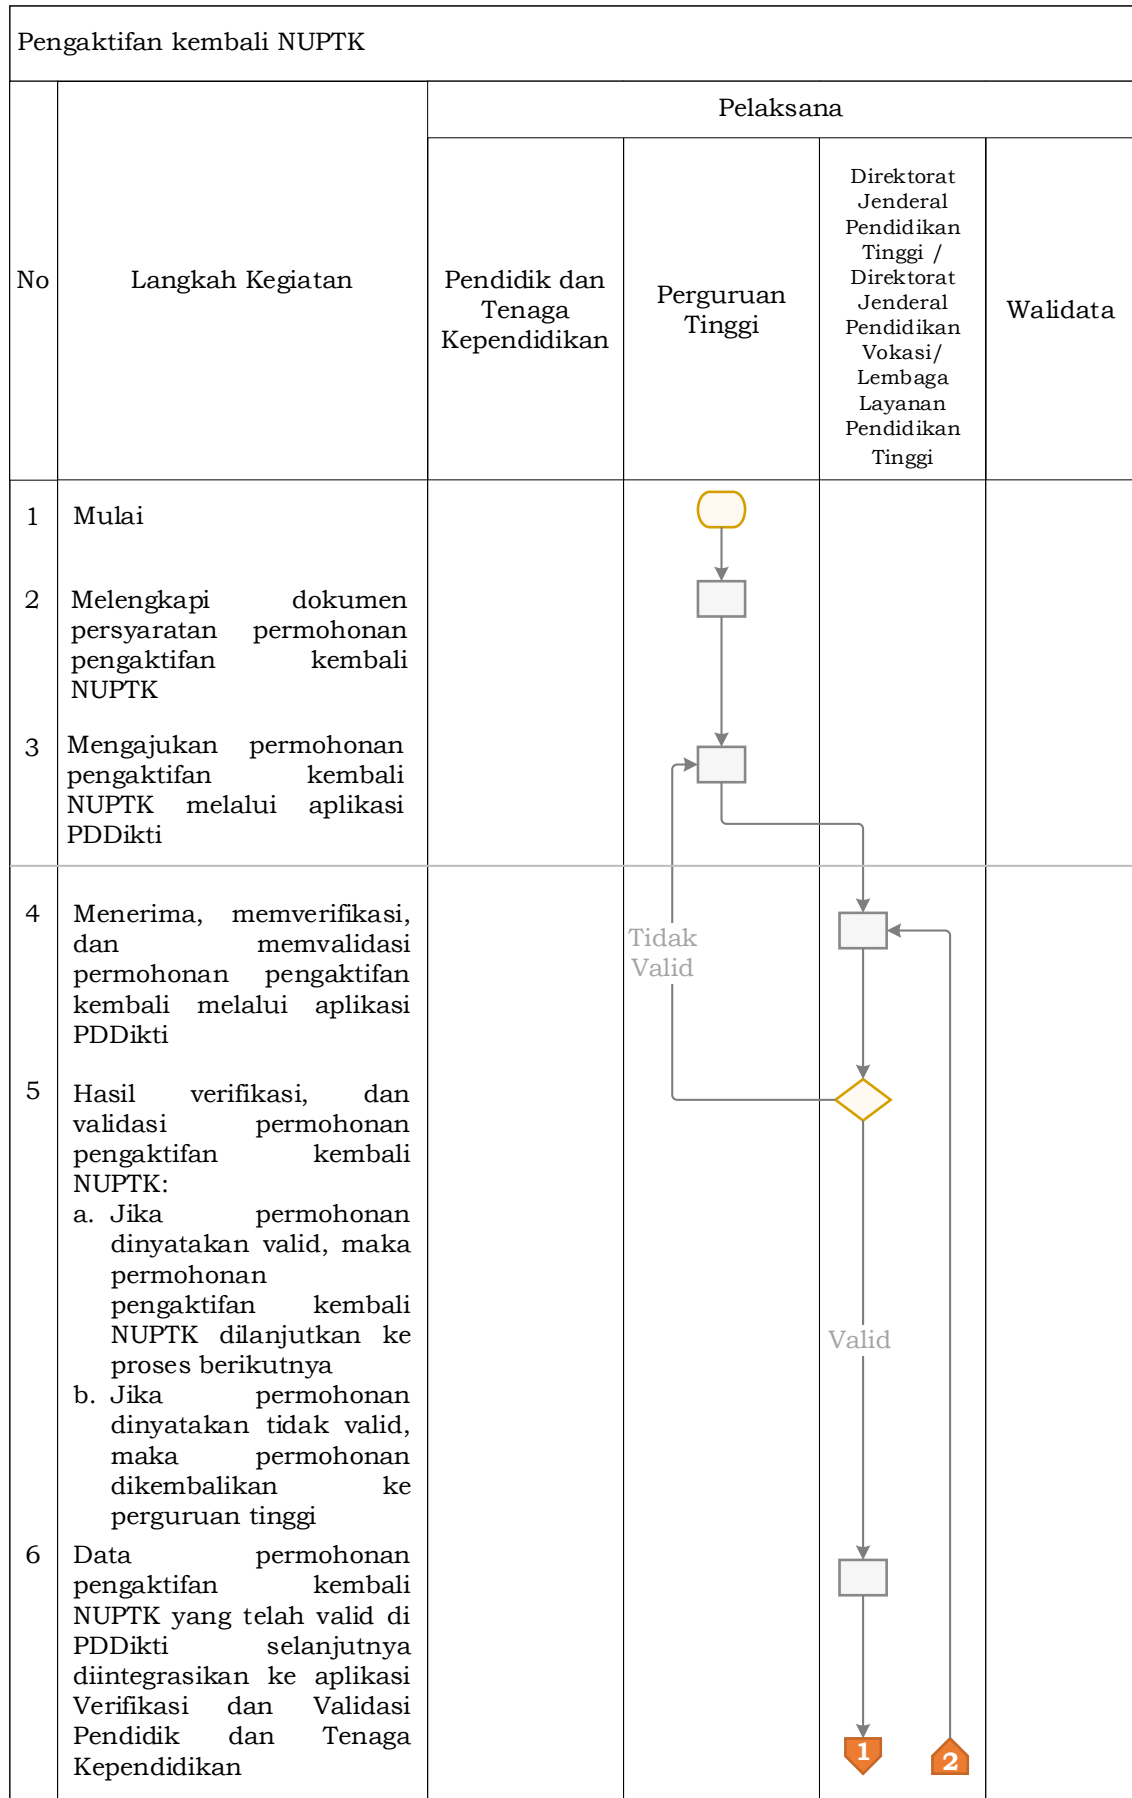 Pengaktifan kembali NUPTK
Pelaksana
No
Langkah Kegiatan
Pendidik dan
Tenaga
Kependidikan
Perguruan
Tinggi
Direktorat
Jenderal
Pendidikan
Tinggi /
Direktorat
Jenderal
Pendidikan
Vokasi/
Lembaga
Layanan
Pendidikan
Tinggi
Walidata
1
Mulai
2
Melengkapi dokumen
persyaratan permohonan
pengaktifan kembali
NUPTK
3
Mengajukan permohonan
pengaktifan kembali
NUPTK melalui aplikasi
PDDikti
4
Menerima, memverifikasi,
dan memvalidasi
permohonan pengaktifan
kembali melalui aplikasi
PDDikti
Tidak
Valid
5
Hasil verifikasi, dan
validasi permohonan
pengaktifan kembali
NUPTK:
a. Jika permohonan
dinyatakan valid, maka
permohonan
pengaktifan kembali
NUPTK dilanjutkan ke
proses berikutnya
b. Jika permohonan
dinyatakan tidak valid,
maka permohonan
dikembalikan ke
perguruan tinggi
Valid
6
Data permohonan
pengaktifan kembali
NUPTK yang telah valid di
PDDikti selanjutnya
diintegrasikan ke aplikasi
Verifikasi dan Validasi
Pendidik dan Tenaga
Kependidikan
1
2